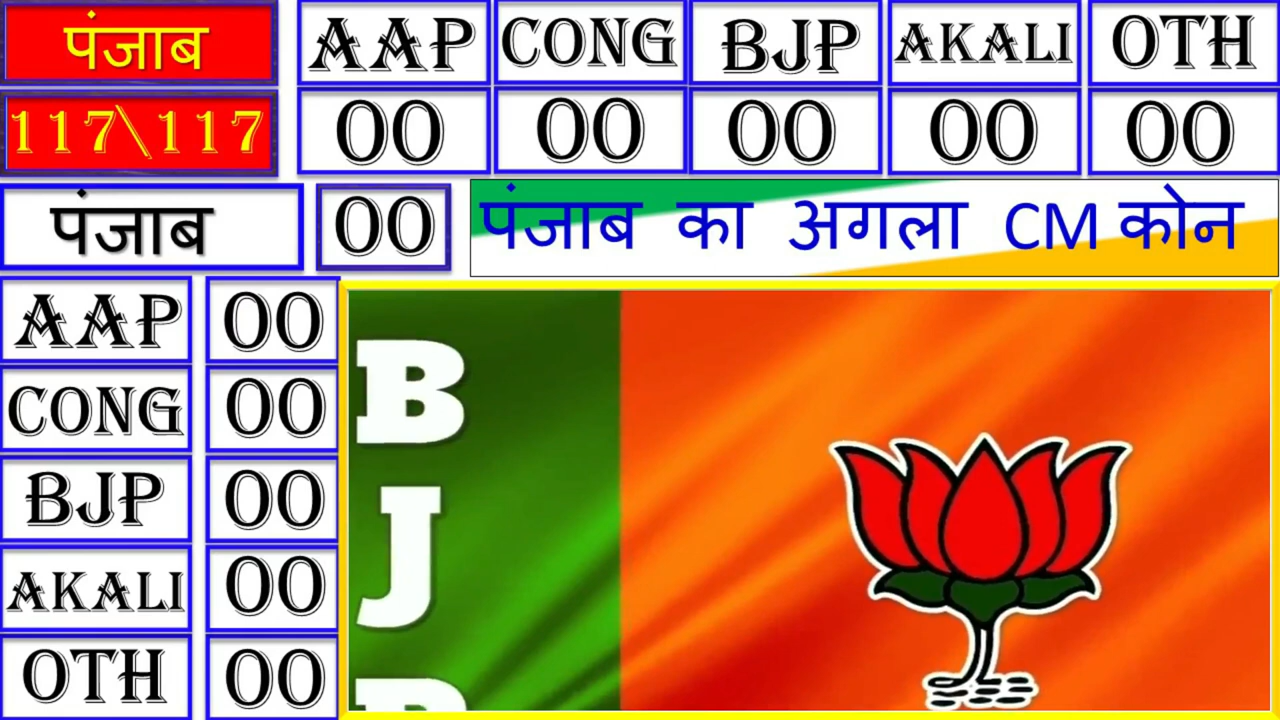 पंजाब AAP CONG BJP AKALI OTH
117\117 00 00 00 00 00
पंजाब 00 पंजाब का अगला CM कोन
AAP 00
CONG 00
BJP 00
AKALI 00
OTH 00
B
J
P